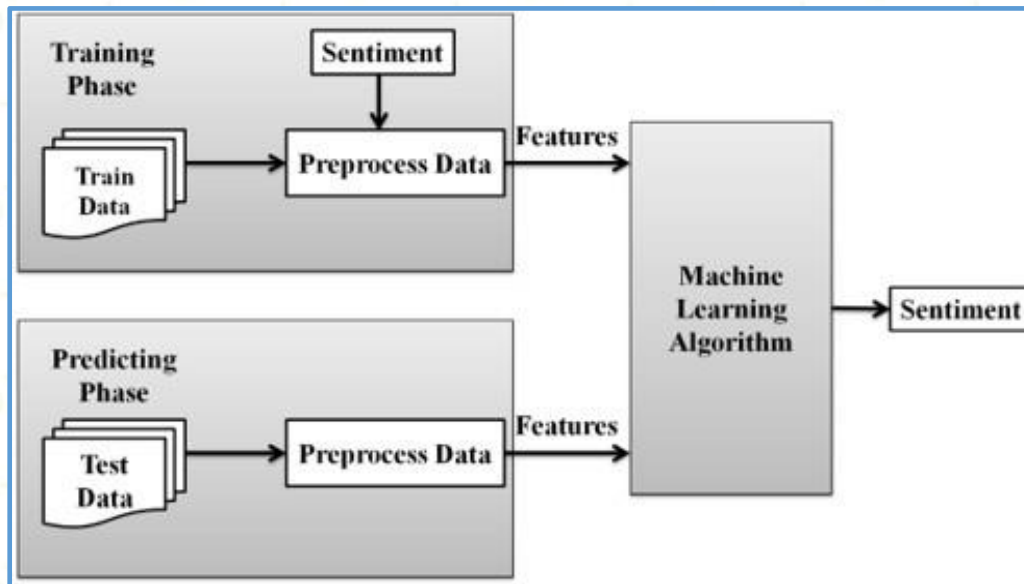 Training
Phase
Sentiment
Train
Data
Preprocess Data
Features
Predicting
Phase
Test
Data
Preprocess Data
Features
Machine
Learning
Algorithm
Sentiment